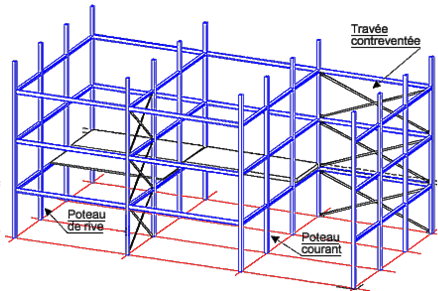 Travée
contreventée
Poteau
de rive
Poteau
courant